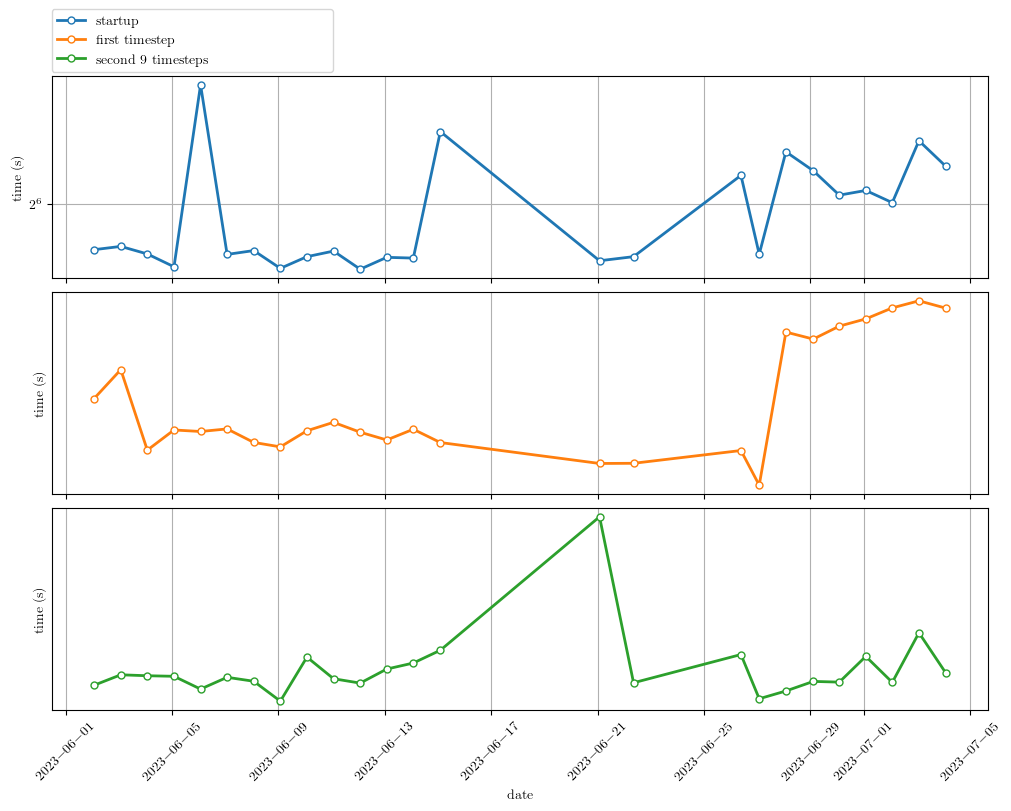 startup
first timestep
second 9 timesteps
time (s)
2⁶
time (s)
time (s)
2023−06−01
2023−06−05
2023−06−09
2023−06−13
2023−06−17
2023−06−21
2023−06−25
2023−06−29
2023−07−01
2023−07−05
date